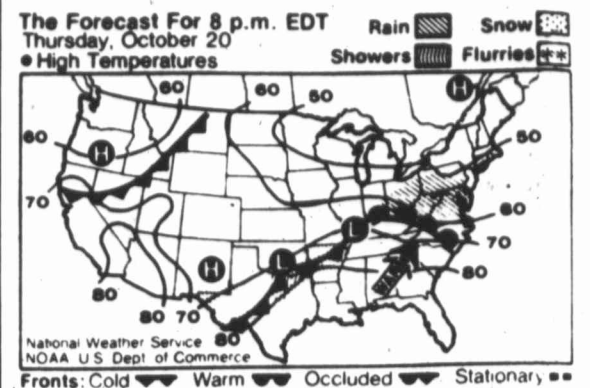 The Forecast For 8 p.m. EDT
Thursday, October 20
High Temperatures
Rain Snow
Showers Flurries
60 60 50
H
60 H 50
70
60
L 70
H L 80
80 80 70
80
National Weather Service
NOAA U S Dept of Commerce
Fronts: Cold Warm Occluded Stationary